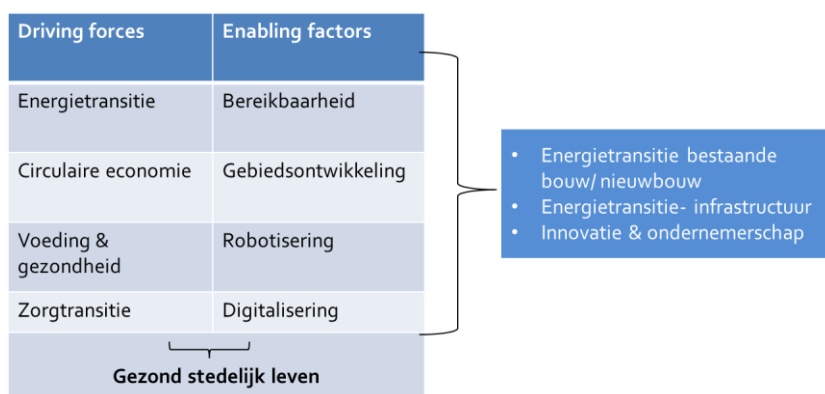 Driving forces Enabling factors
Energietransitie Bereikbaarheid
Circulaire economie Gebiedsontwikkeling
Voeding &
gezondheid Robotisering
Zorgtransitie Digitalisering
Gezond stedelijk leven
• Energietransitie bestaande
bouw/ nieuwbouw
• Energietransitie- infrastructuur
• Innovatie & ondernemerschap